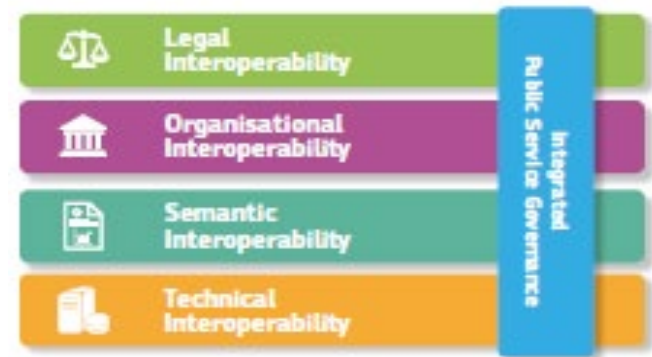 Legal
Interoperability
Organisational
Interoperability
Semantic
Interoperability
Technical
Interoperability
Integrated
Public Service Governance